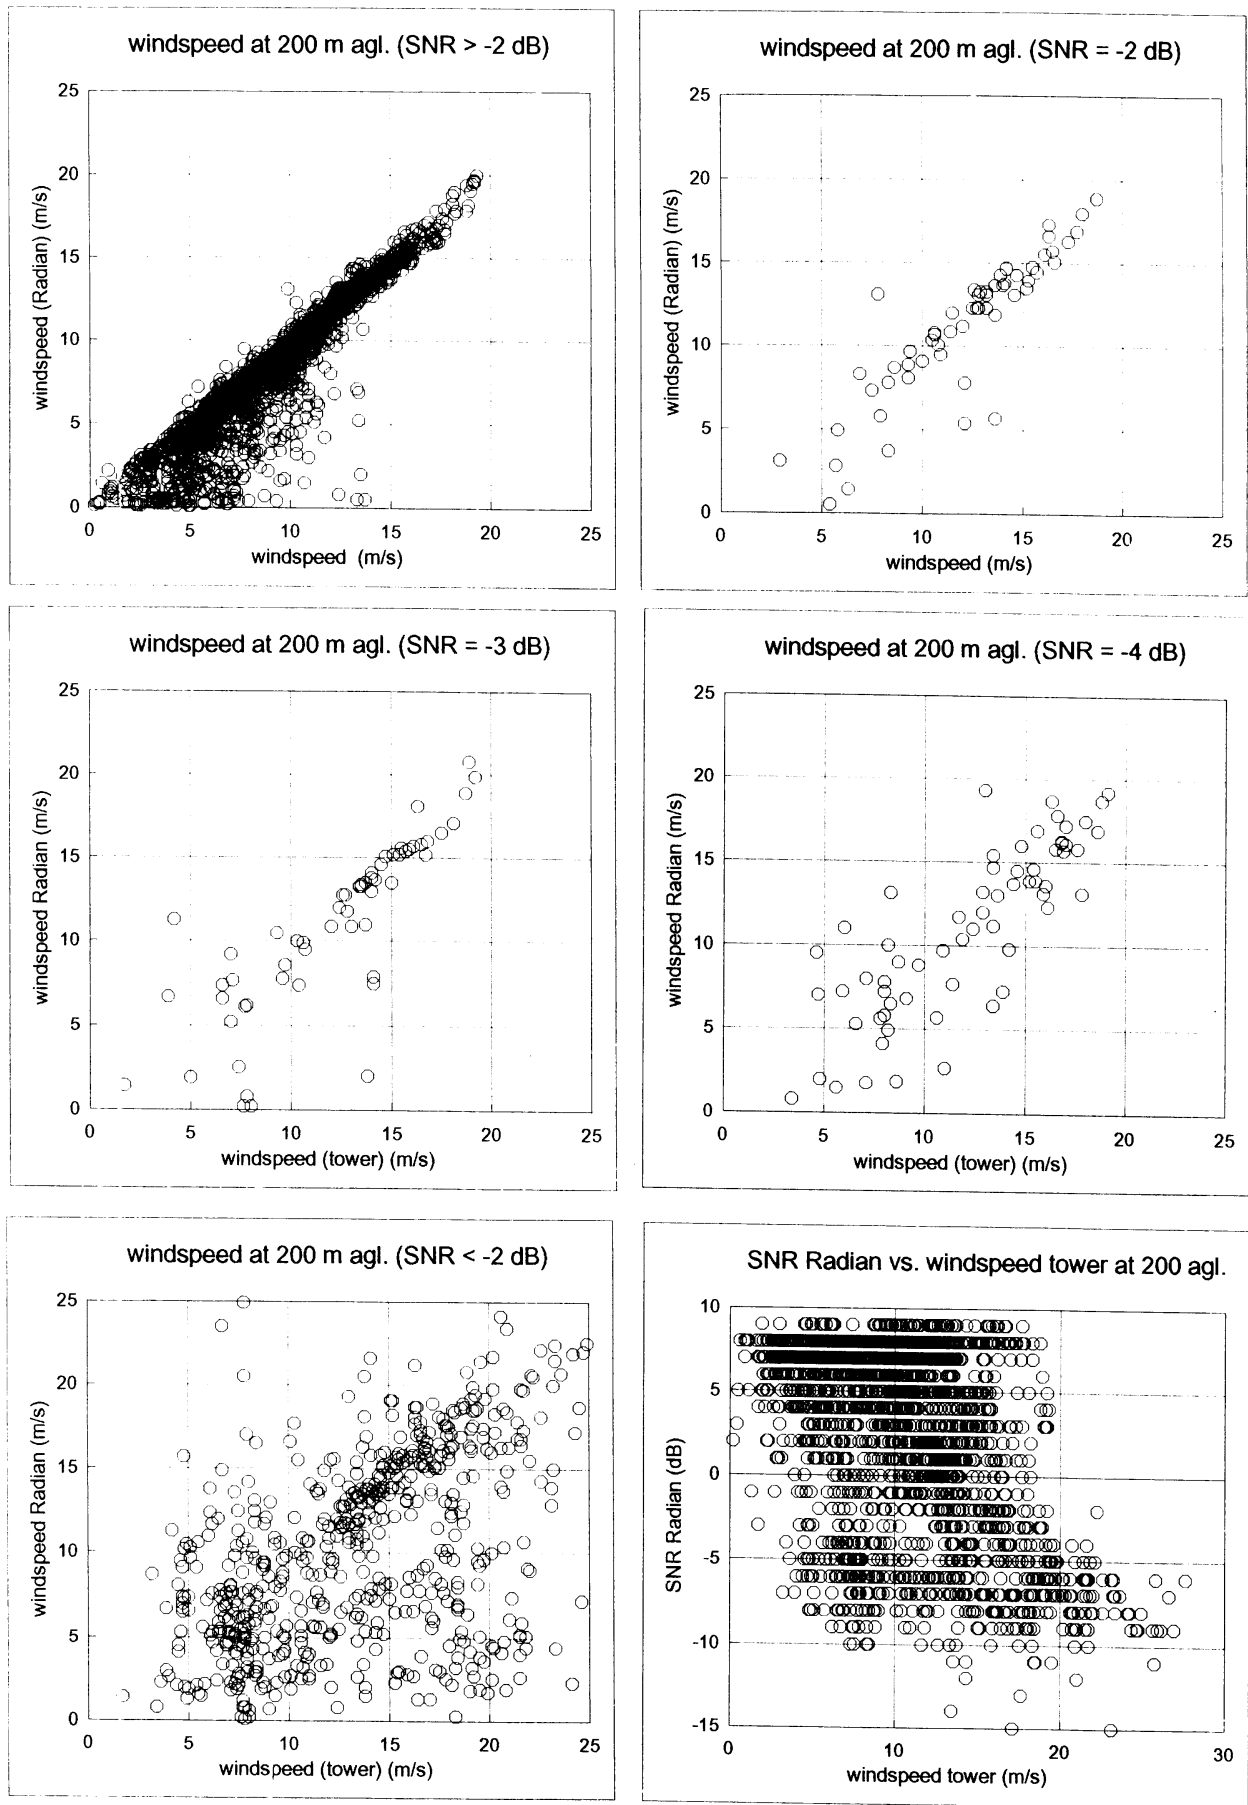 windspeed at 200 m agl. (SNR > -2 dB)
25
20
15
10
5
0
windspeed (Radian) (m/s)
0 5 10 15 20 25
windspeed (m/s)
windspeed at 200 m agl. (SNR = -2 dB)
25
20
15
10
5
0
windspeed (Radian) (m/s)
0 5 10 15 20 25
windspeed (m/s)
windspeed at 200 m agl. (SNR = -3 dB)
25
20
15
10
5
0
windspeed Radian (m/s)
0 5 10 15 20 25
windspeed (tower) (m/s)
windspeed at 200 m agl. (SNR = -4 dB)
25
20
15
10
5
0
windspeed Radian (m/s)
0 5 10 15 20 25
windspeed (tower) (m/s)
windspeed at 200 m agl. (SNR < -2 dB)
25
20
15
10
5
0
windspeed Radian (m/s)
0 5 10 15 20 25
windspeed (tower) (m/s)
SNR Radian vs. windspeed tower at 200 agl.
10
5
0
-5
-10
-15
SNR Radian (dB)
0 10 20 30
windspeed tower (m/s)